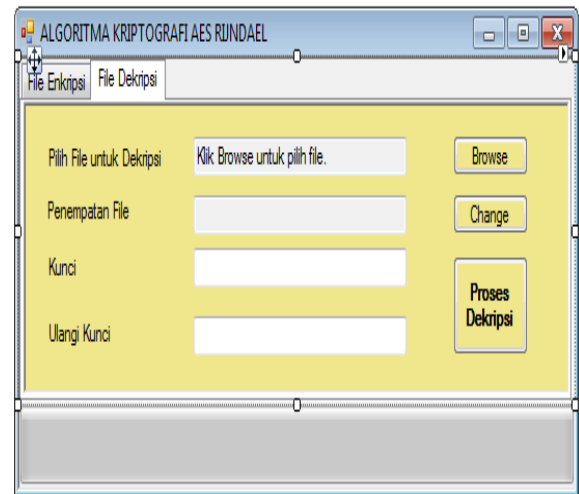 ALGORITMA KRIPTOGRAFI AES RIJNDAEL
File Enkripsi File Dekripsi
Pilih File untuk Dekripsi Klik Browse untuk pilih file. Browse
Penempatan File Change
Kunci
Proses
Dekripsi
Ulangi Kunci